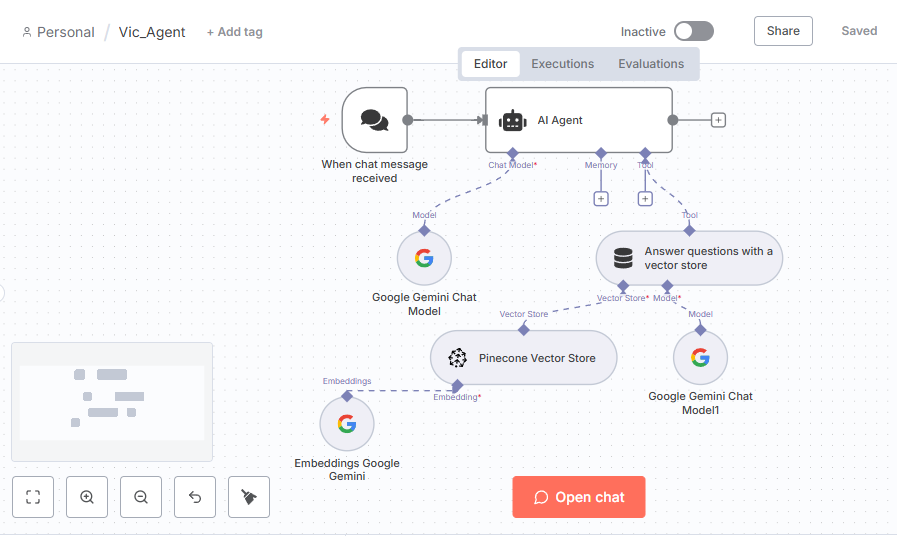 Personal / Vic_Agent + Add tag
Inactive
Share
Saved
Editor Executions Evaluations
AI Agent
When chat message
received
Chat Model*
Memory
Tool
Model
Tool
Google Gemini Chat
Model
Answer questions with a
vector store
Vector Store*
Model*
Vector Store
Model
Pinecone Vector Store
Google Gemini Chat
Model1
Embeddings
Embedding*
Embeddings Google
Gemini
Open chat